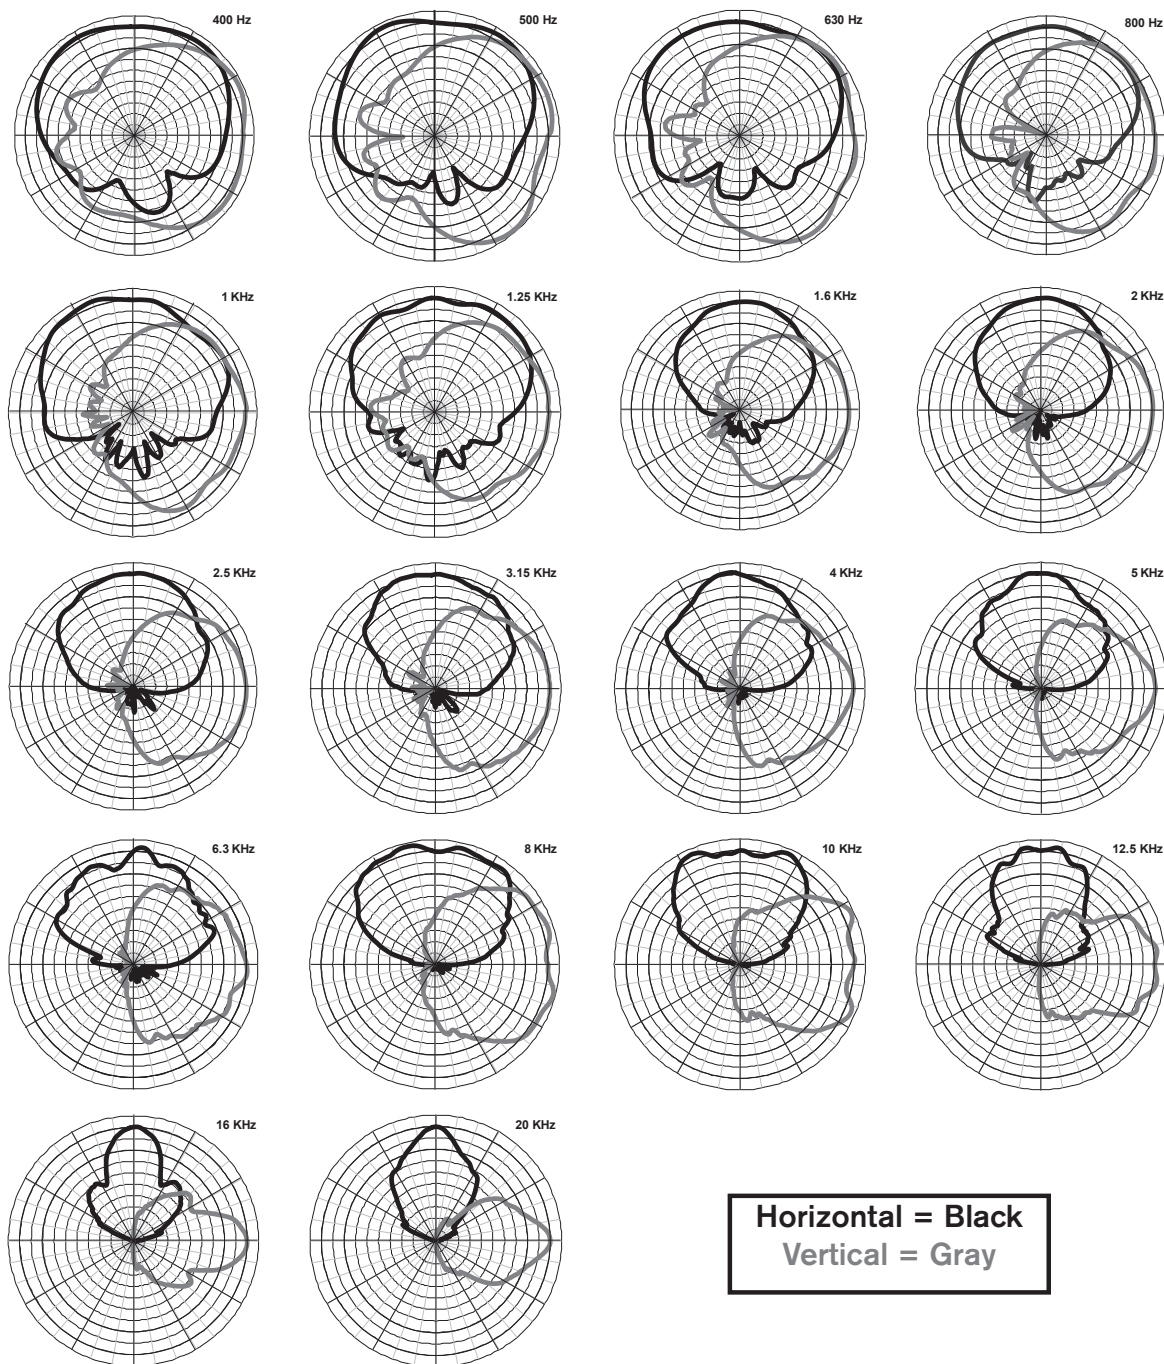 400 Hz
500 Hz
630 Hz
800 Hz
1 KHz
1.25 KHz
1.6 KHz
2 KHz
2.5 KHz
3.15 KHz
4 KHz
5 KHz
6.3 KHz
8 KHz
10 KHz
12.5 KHz
16 KHz
20 KHz
Horizontal = Black
Vertical = Gray